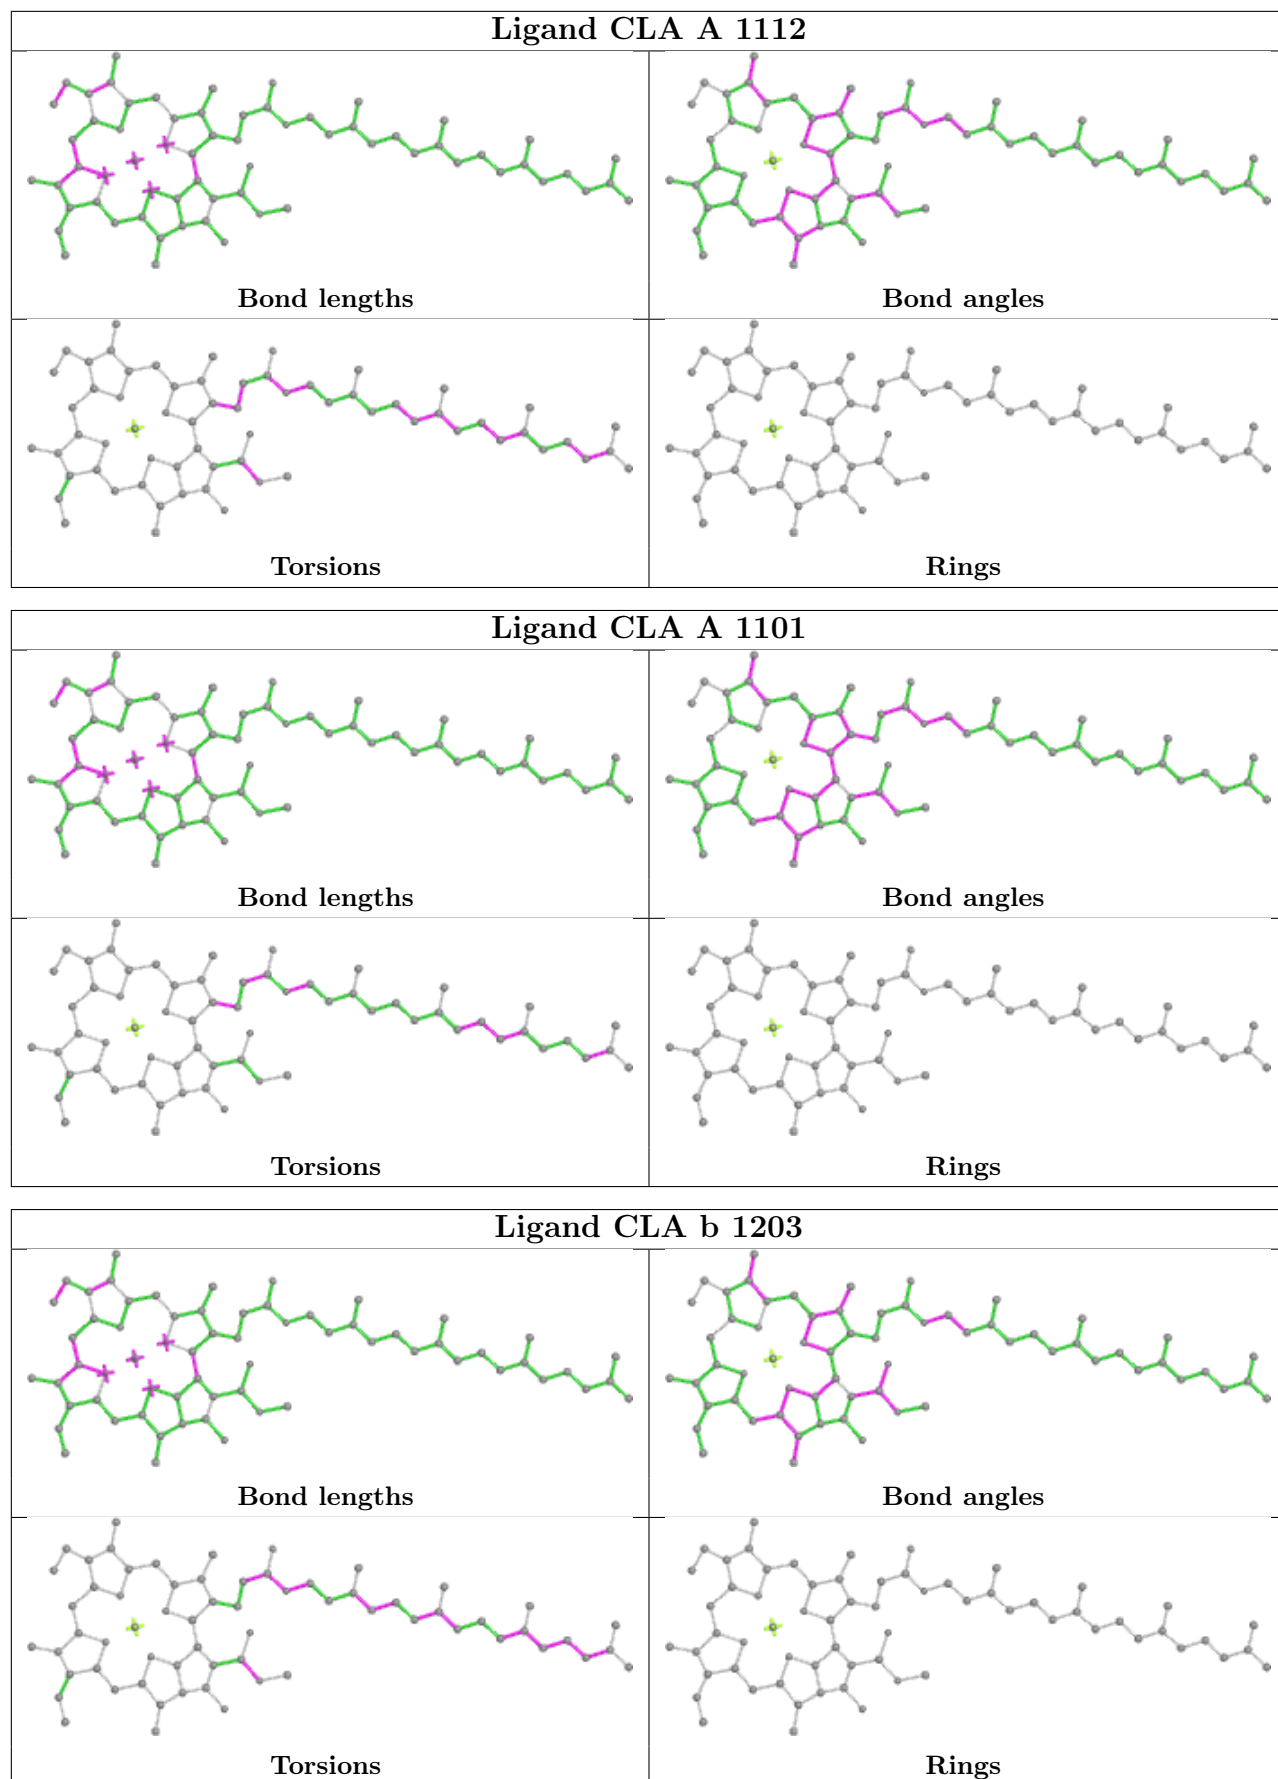 Ligand CLA A 1112
Bond lengths
Bond angles
Torsions
Rings
Ligand CLA A 1101
Bond lengths
Bond angles
Torsions
Rings
Ligand CLA b 1203
Bond lengths
Bond angles
Torsions
Rings